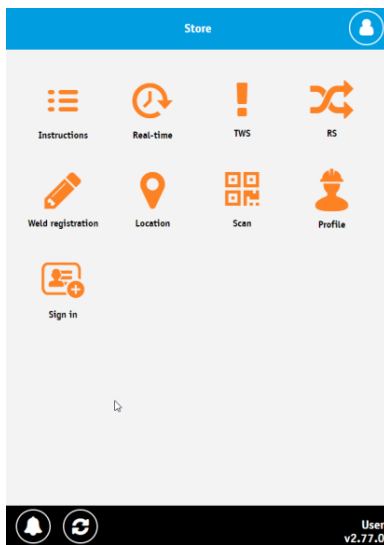 Store
Instructions
Real-time
TWS
RS
Weld registration
Location
Scan
Profile
Sign in
User
v2.77.0